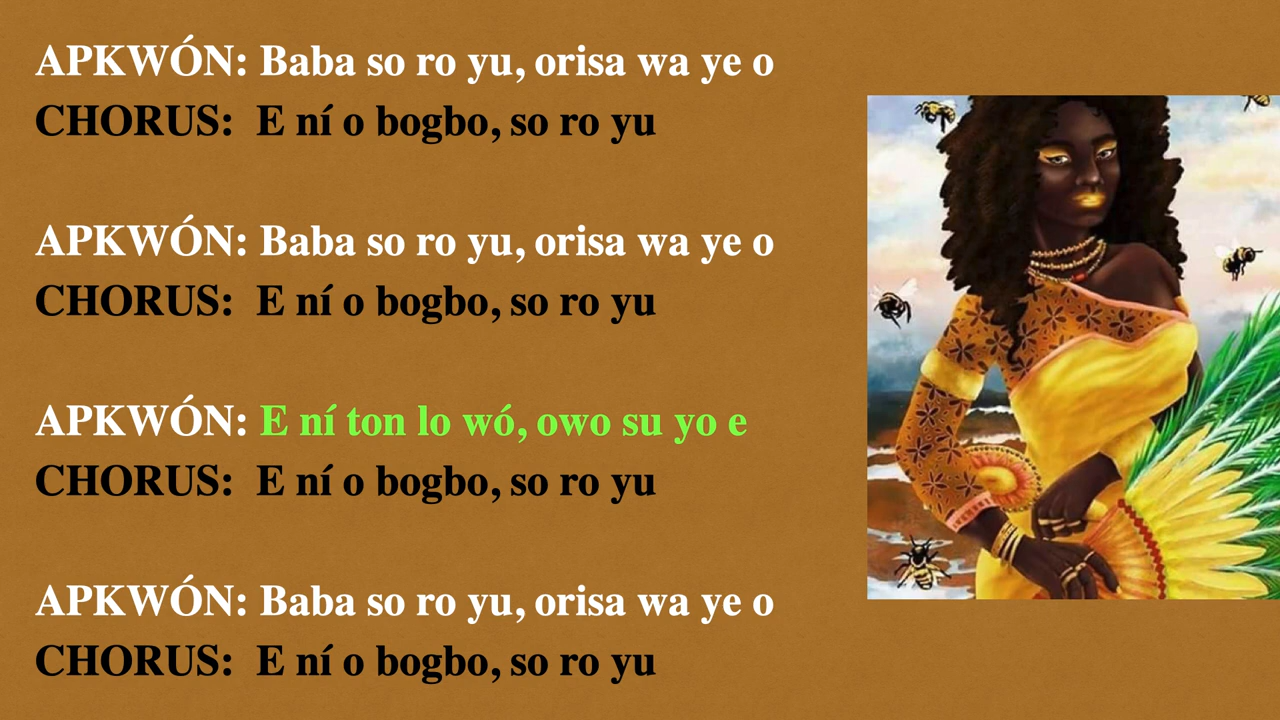 APKWÓN: Baba so ro yu, orisa wa ye o
CHORUS: E ní o bogbo, so ro yu
APKWÓN: Baba so ro yu, orisa wa ye o
CHORUS: E ní o bogbo, so ro yu
APKWÓN: E ní ton lo wó, owo su yo e
CHORUS: E ní o bogbo, so ro yu
APKWÓN: Baba so ro yu, orisa wa ye o
CHORUS: E ní o bogbo, so ro yu